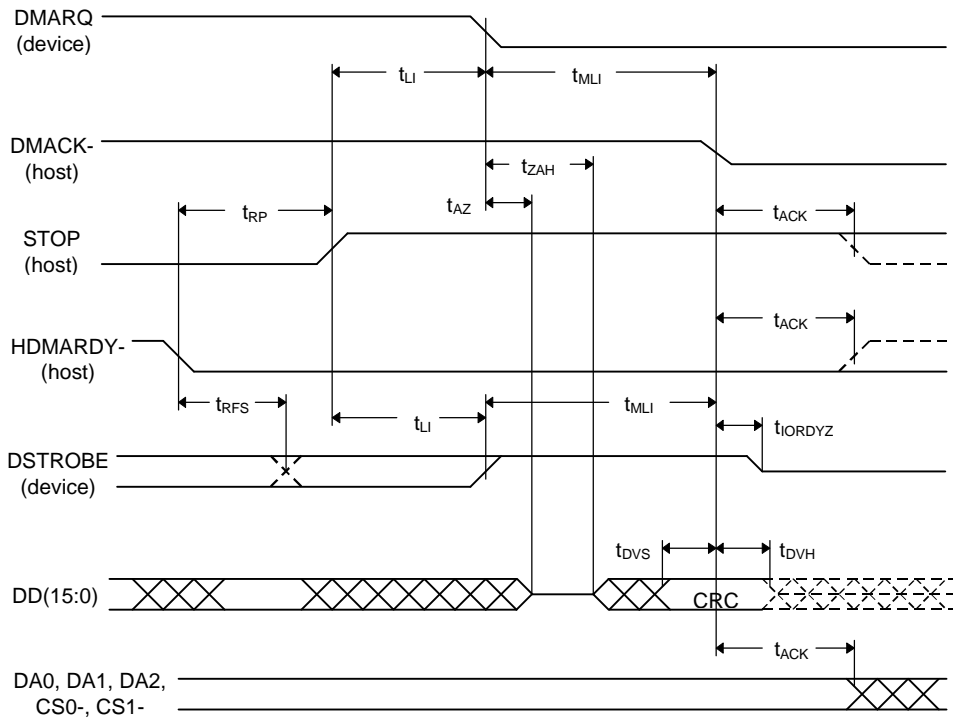 DMARQ
(device)
tLI
tMLI
DMACK-
(host)
tZAH
tAZ
tRP
tACK
STOP
(host)
tACK
HDMARDY-
(host)
tRFS
tLI
tMLI
tIORDYZ
DSTROBE
(device)
tDVS
tDVH
DD(15:0)
CRC
tACK
DA0, DA1, DA2,
CS0-, CS1-